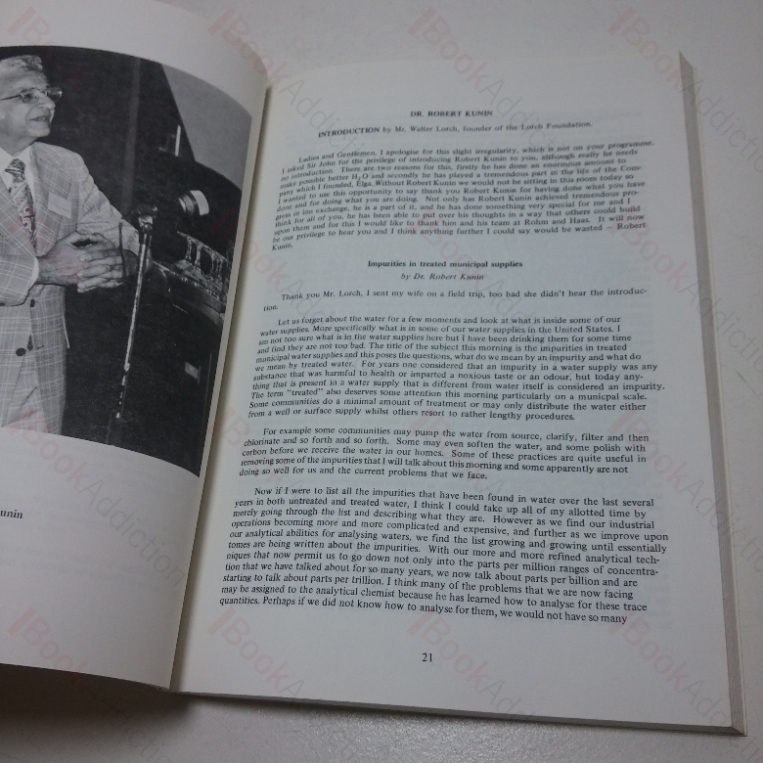 unin
DR. ROBERT KUNIN
INTRODUCTION by Mr. Walter Lorch, founder of the Lorch Foundation.
Ladies and Gentlemen, I apologise for this slight irregularity, which is not on your programme.
I asked Sir John for the privilege of introducing Robert Kunin to you, although really he needs
no introduction. There are two reasons for this, firstly he has done an enormous amount to
make possible better H2O and secondly he has played a tremendous part in the life of the Com-
pany which I founded, Elga. Without Robert Kunin we would not be sitting in this room today so
I wanted to use this opportunity to say thank you Robert Kunin for having done what you have
done and for doing what you are doing. Not only has Robert Kunin achieved tremendous pro-
gress in ion exchange, he is a part of it, and he has done something very special for me and I
think for all of you, he has been able to put over his thoughts in a way that others could build
upon them and for this I would like to thank him and his team at Rohm and Haas. It will now
be our privilege to hear you and I think anything further I could say would be wasted — Robert
Kunin.
Impurities in treated municipal supplies
by Dr. Robert Kunin
Thank you Mr. Lorch, I sent my wife on a field trip, too bad she didn't hear the introduc-
tion.
Let us forget about the water for a few moments and look at what is inside some of our
water supplies. More specifically what is in some of our water supplies in the United States. I
am not too sure what is in the water supplies here but I have been drinking them for some time
and find they are not too bad. The title of the subject this morning is the impurities in treated
municipal water supplies and this poses the questions, what do we mean by an impurity and what do
we mean by treated water. For years one considered that an impurity in a water supply was any
substance that was harmful to health or imparted a noxious taste or an odour, but today any-
thing that is present in a water supply that is different from water itself is considered an impurity.
The term "treated" also deserves some attention this morning particularly on a municpal scale.
Some communities do a minimal amount of treatment or may only distribute the water either
from a well or surface supply whilst others resort to rather lengthy procedures.
For example some communities may pump the water from source, clarify, filter and then
chlorinate and so forth and so forth. Some may even soften the water, and some polish with
carbon before we receive the water in our homes. Some of these practices are quite useful in
removing some of the impurities that I will talk about this morning and some apparently are not
doing so well for us and the current problems that we face.
Now if I were to list all the impurities that have been found in water over the last several
years in both untreated and treated water, I think I could take up all of my allotted time by
merely going through the list and describing what they are. However as we find our industrial
operations becoming more and more complicated and expensive, and further as we improve upon
our analytical abilities for analysing waters, we find the list growing and growing until essentially
tomes are being written about the impurities. With our more and more refined analytical tech-
niques that now permit us to go down not only into the parts per million ranges of concentra-
tion that we have talked about for so many years, we now talk about parts per billion and are
starting to talk about parts per trillion. I think many of the problems that we are now facing
may be assigned to the analytical chemist because he has learned how to analyse for these trace
quantities. Perhaps if we did not know how to analyse for them, we would not have so many
21
BookAddiction